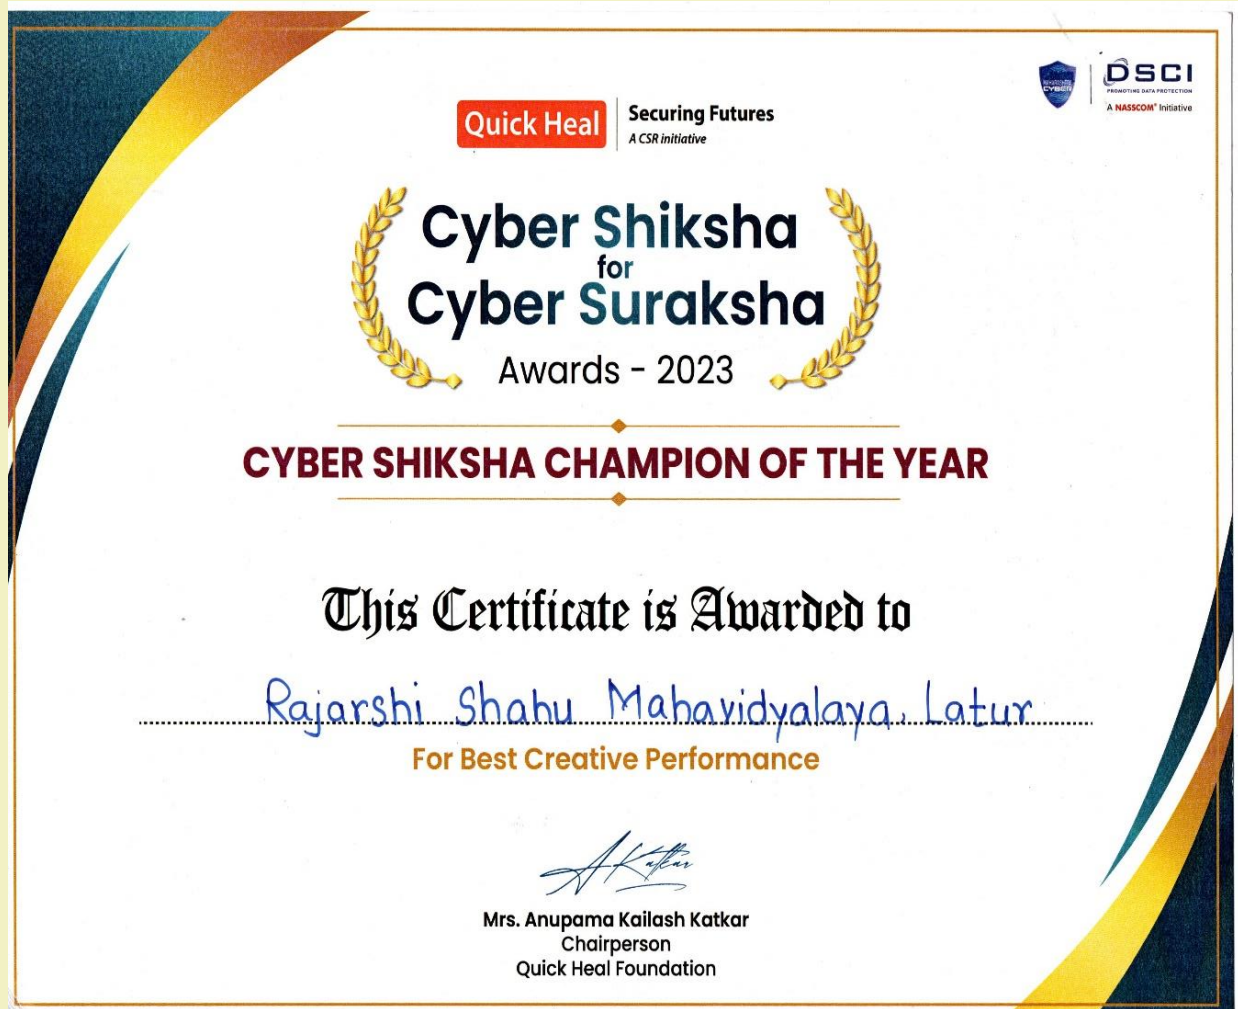 Quick Heal
Securing Futures
A CSR initiative
CYBER
DSCI
PROMOTING DATA PROTECTION
A NASSCOM® Initiative
Cyber Shiksha
for
Cyber Suraksha
Awards - 2023
CYBER SHIKSHA CHAMPION OF THE YEAR
This Certificate is Awarded to
Rajarshi Shahu Mahavidyalaya, Latur
For Best Creative Performance
AKatkar
Mrs. Anupama Kailash Katkar
Chairperson
Quick Heal Foundation